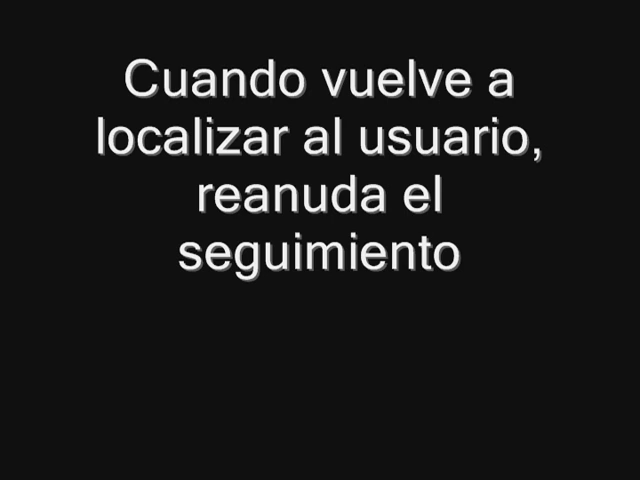 Cuando vuelve a
localizar al usuario,
reanuda el
seguimiento